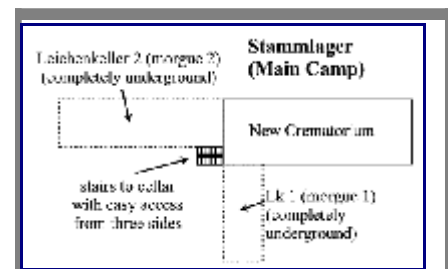 Leichenkeller 2 (morgue 2)
(completely underground)
Stammlager
(Main Camp)
New Crematorium
stairs to cellar
with easy access
from three sides
Lk 1 (morgue 1)
(completely
underground)